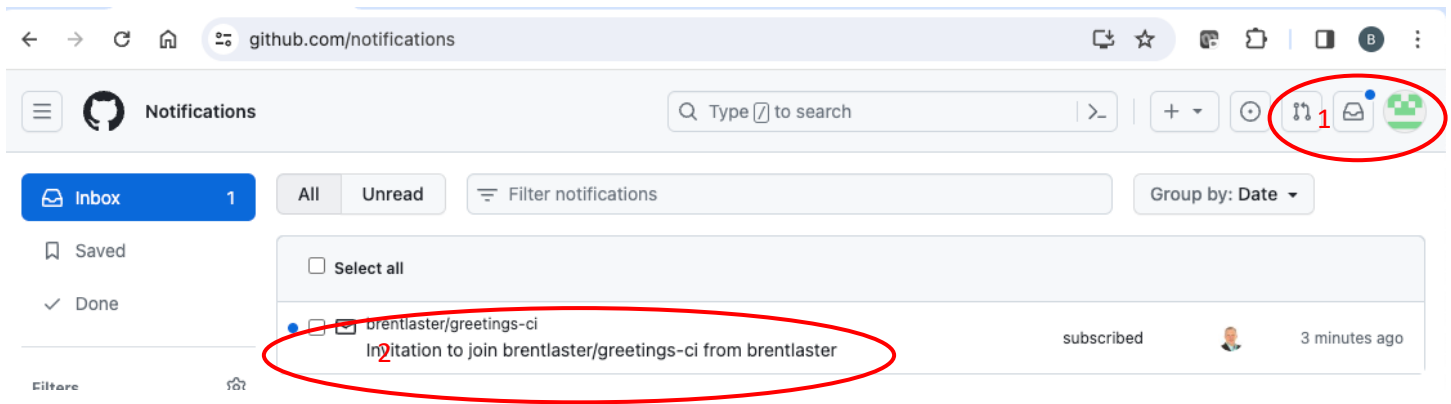 github.com/notifications
B
Notifications
Type / to search
1
Inbox 1
All Unread
Filter notifications
Group by: Date
Saved
Select all
Done
brentlaster/greetings-ci
2
Invitation to join brentlaster/greetings-ci from brentlaster
subscribed
3 minutes ago
Filters